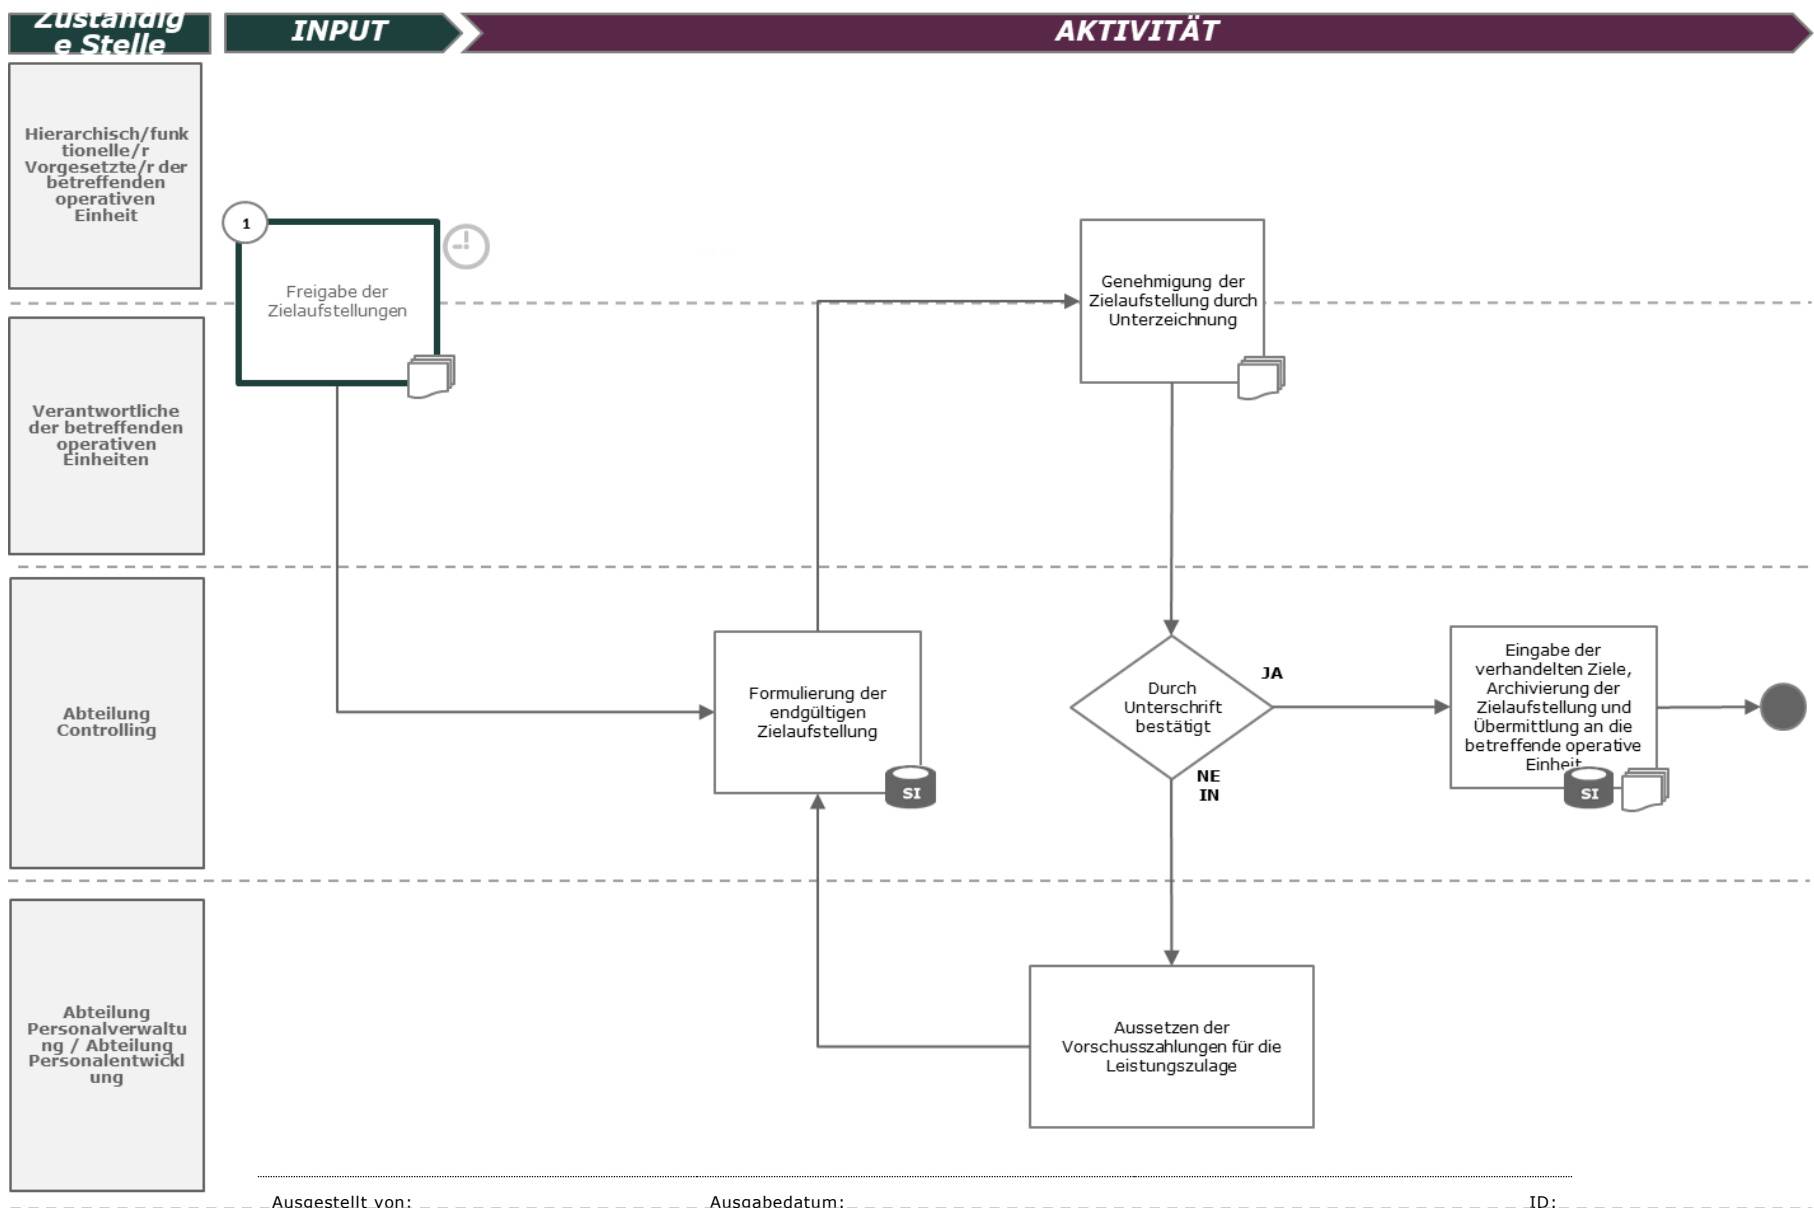 Zuständig
e Stelle
INPUT
AKTIVITÄT
Hierarchisch/funk
tionelle/r
Vorgesetzte/r der
betreffenden
operativen
Einheit
1
Freigabe der
Zielaufstellungen
Genehmigung der
Zielaufstellung durch
Unterzeichnung
Verantwortliche
der betreffenden
operativen
Einheiten
Abteilung
Controlling
Formulierung der
endgültigen
Zielaufstellung
SI
Durch
Unterschrift
bestätigt
JA
NE
IN
Eingabe der
verhandelten Ziele,
Archivierung der
Zielaufstellung und
Übermittlung an die
betreffende operative
Einheit
SI
Abteilung
Personalverwaltu
ng / Abteilung
Personalentwickl
ung
Aussetzen der
Vorschusszahlungen für die
Leistungszulage
Ausgestellt von:
Ausgabedatum:
ID: